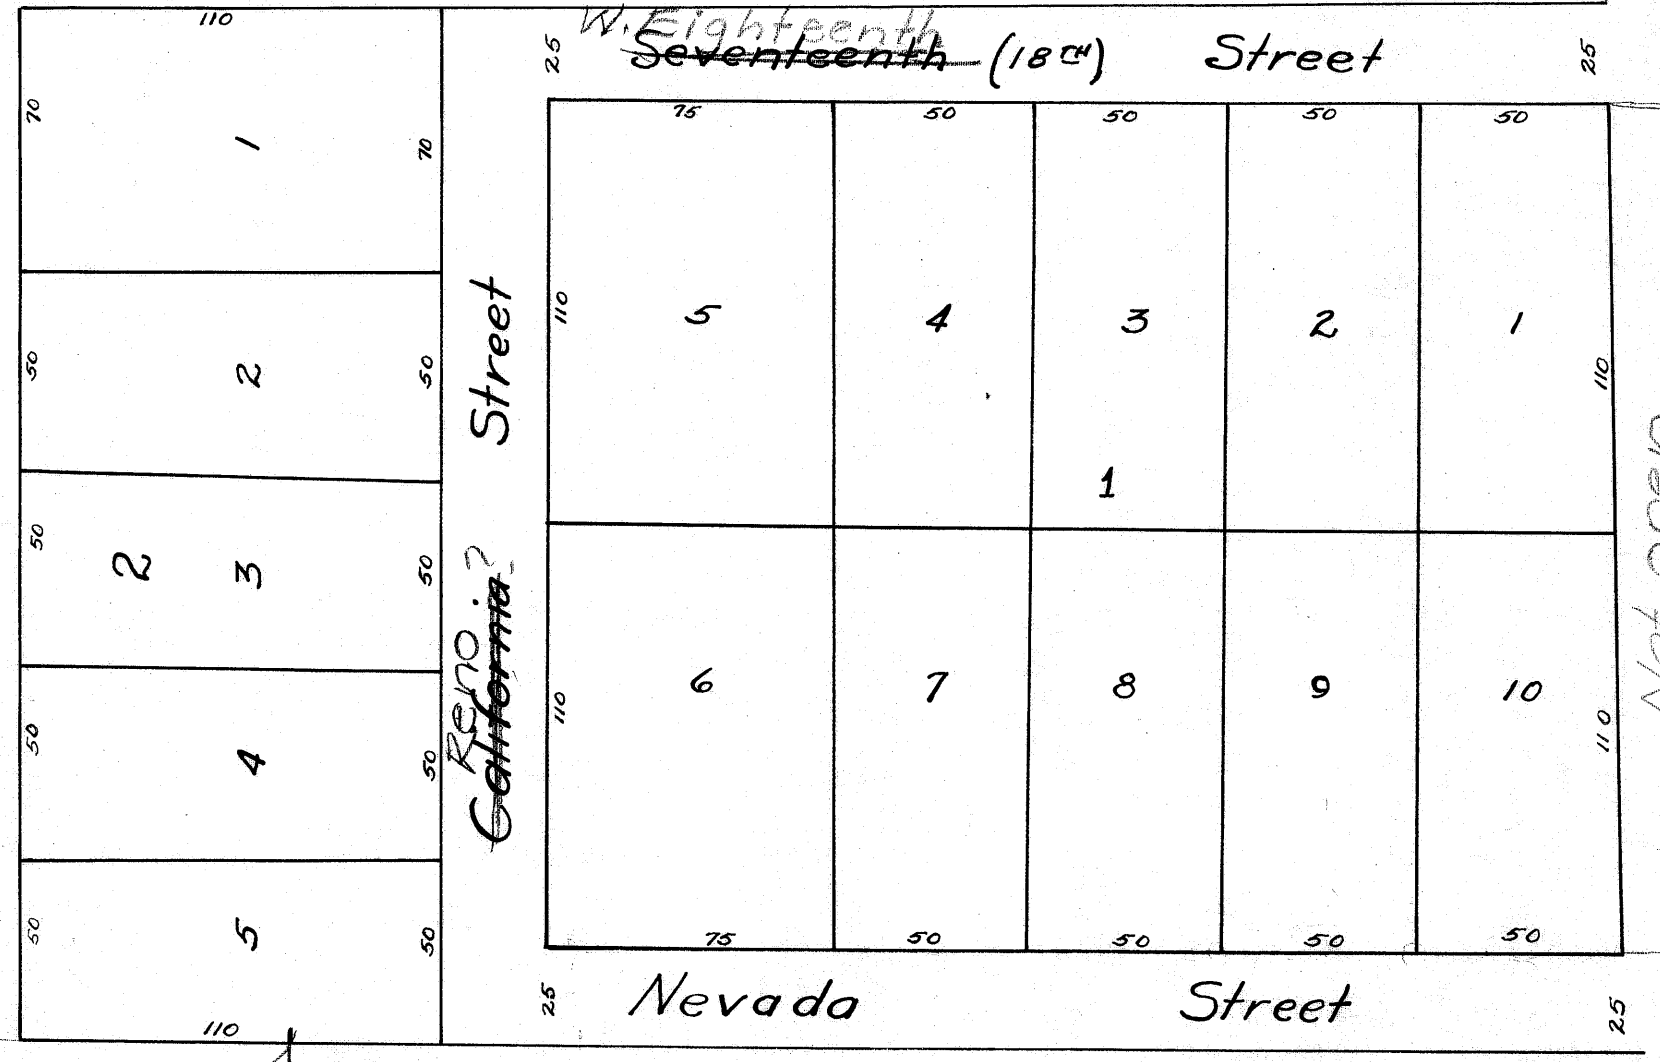 110
W. Eighteenth
25 Seventeenth (18TH) Street 25
75 50 50 50 50
70 1 70
110 5 4 3 2 1 110
50 2 50
Street
1
50 2 3 50
Reno.?
California
Not open
110 6 7 8 9 10 110
50 4 50
50 5 50
75 50 50 50 50
25 Nevada Street 25
110